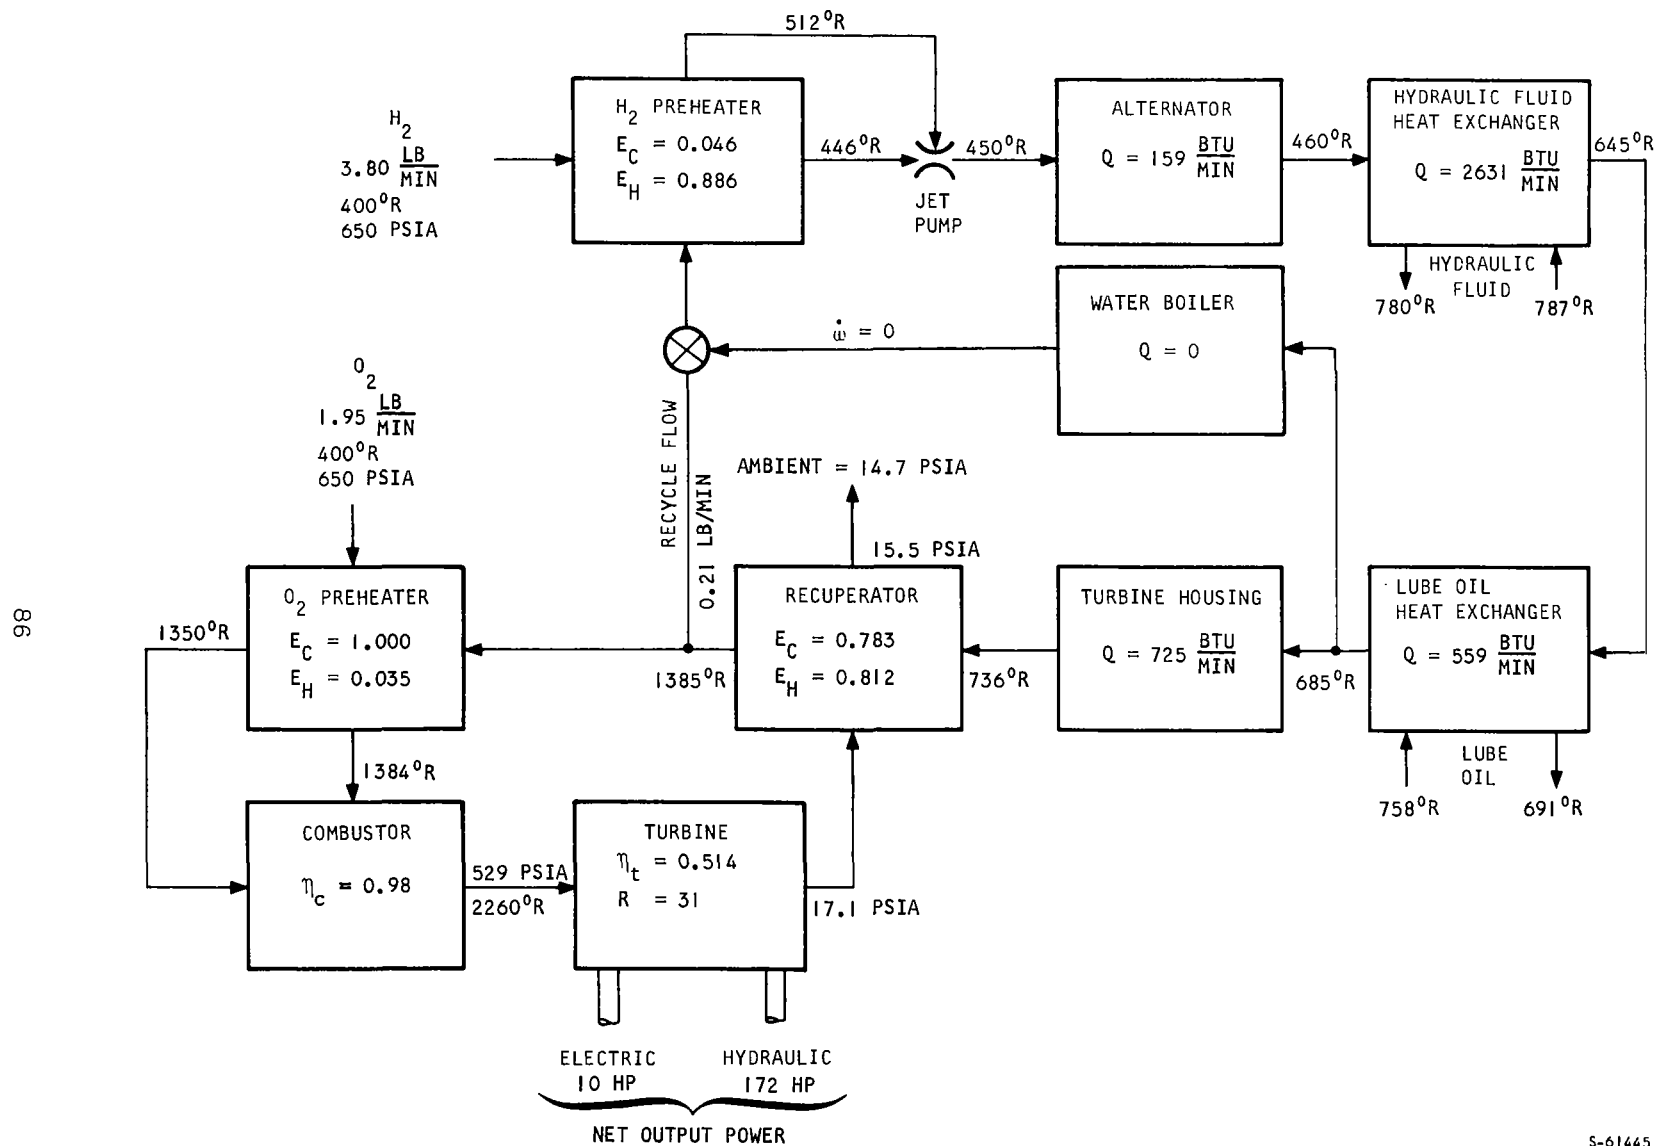 512°R
H2
3.80 LB/MIN
400°R
650 PSIA
H2 PREHEATER
EC = 0.046
EH = 0.886
446°R
JET
PUMP
450°R
ALTERNATOR
Q = 159 BTU/MIN
460°R
HYDRAULIC FLUID
HEAT EXCHANGER
Q = 2631 BTU/MIN
645°R
HYDRAULIC
FLUID
780°R
787°R
WATER BOILER
Q = 0
ẇ = 0
O2
1.95 LB/MIN
400°R
650 PSIA
RECYCLE FLOW
0.21 LB/MIN
AMBIENT = 14.7 PSIA
15.5 PSIA
O2 PREHEATER
EC = 1.000
EH = 0.035
1350°R
1385°R
RECUPERATOR
EC = 0.783
EH = 0.812
736°R
TURBINE HOUSING
Q = 725 BTU/MIN
685°R
LUBE OIL
HEAT EXCHANGER
Q = 559 BTU/MIN
LUBE
OIL
758°R
691°R
1384°R
COMBUSTOR
ηc = 0.98
529 PSIA
2260°R
TURBINE
ηt = 0.514
R = 31
17.1 PSIA
ELECTRIC
10 HP
HYDRAULIC
172 HP
NET OUTPUT POWER
86
S-61445